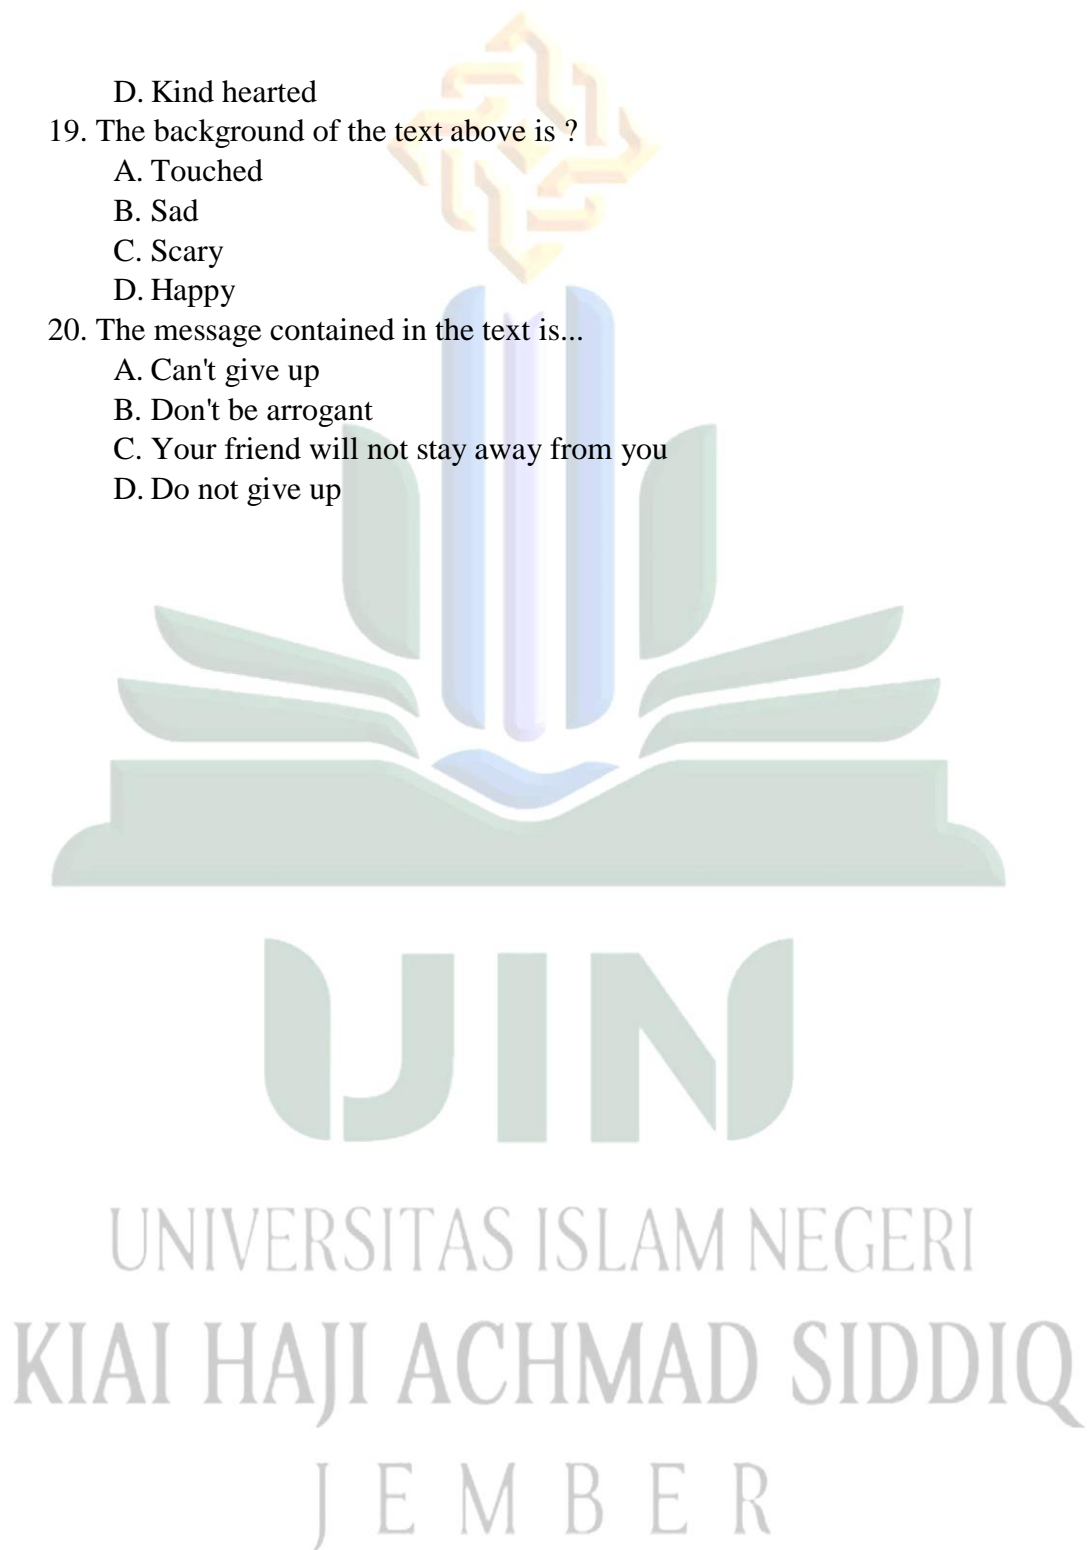 D. Kind hearted
19. The background of the text above is ?
A. Touched
B. Sad
C. Scary
D. Happy
20. The message contained in the text is...
A. Can't give up
B. Don't be arrogant
C. Your friend will not stay away from you
D. Do not give up
UIN
UNIVERSITAS ISLAM NEGERI
KIAI HAJI ACHMAD SIDDIQ
JEMBER